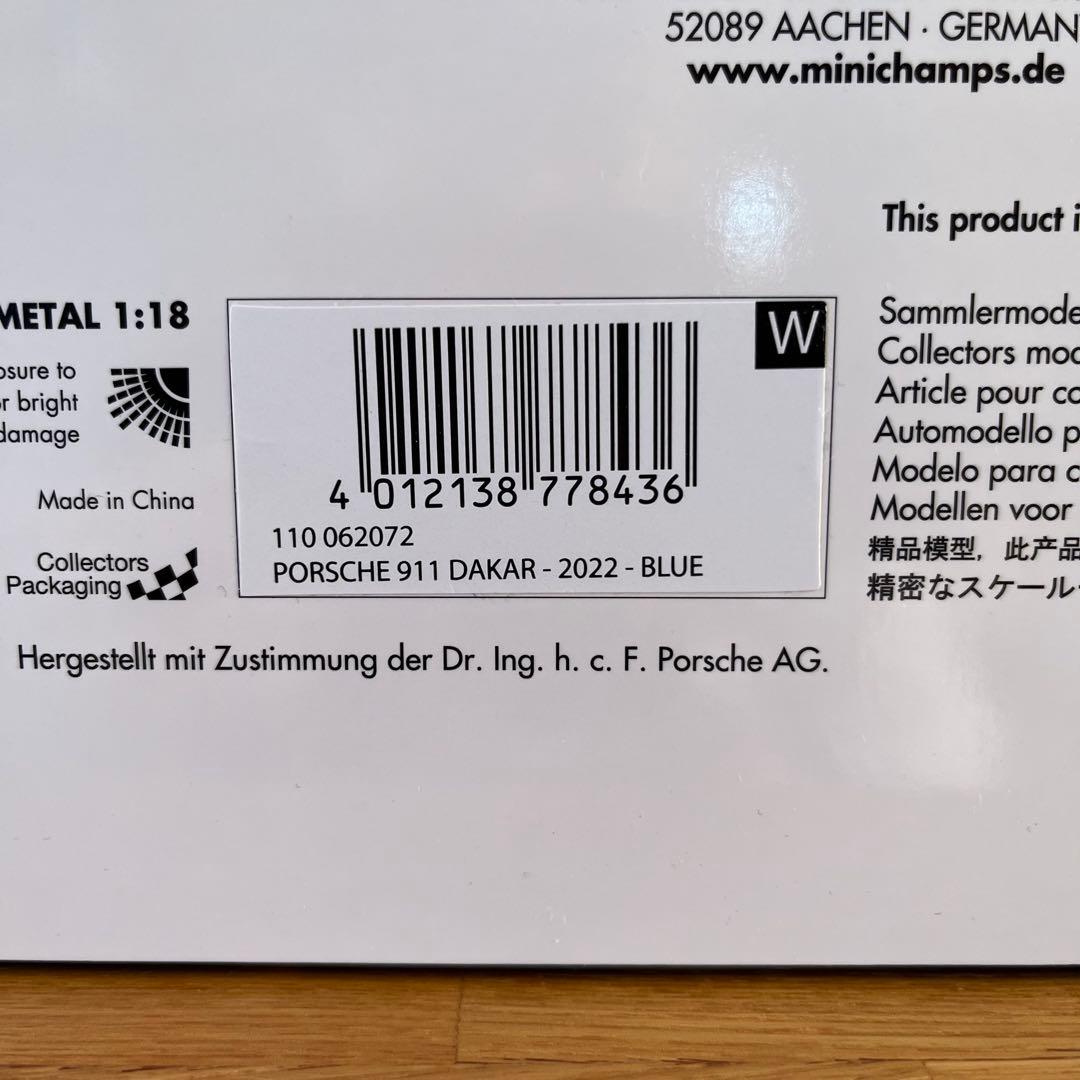 52089 AACHEN · GERMAN
www.minichamps.de
This product i
METAL 1:18
osure to
r bright
damage
Made in China
Collectors
Packaging
W
4 012138 778436
110 062072
PORSCHE 911 DAKAR - 2022 - BLUE
Sammlermode
Collectors mod
Article pour co
Automodello p
Modelo para c
Modellen voor
精品模型，此产品
精密なスケール
Hergestellt mit Zustimmung der Dr. Ing. h. c. F. Porsche AG.